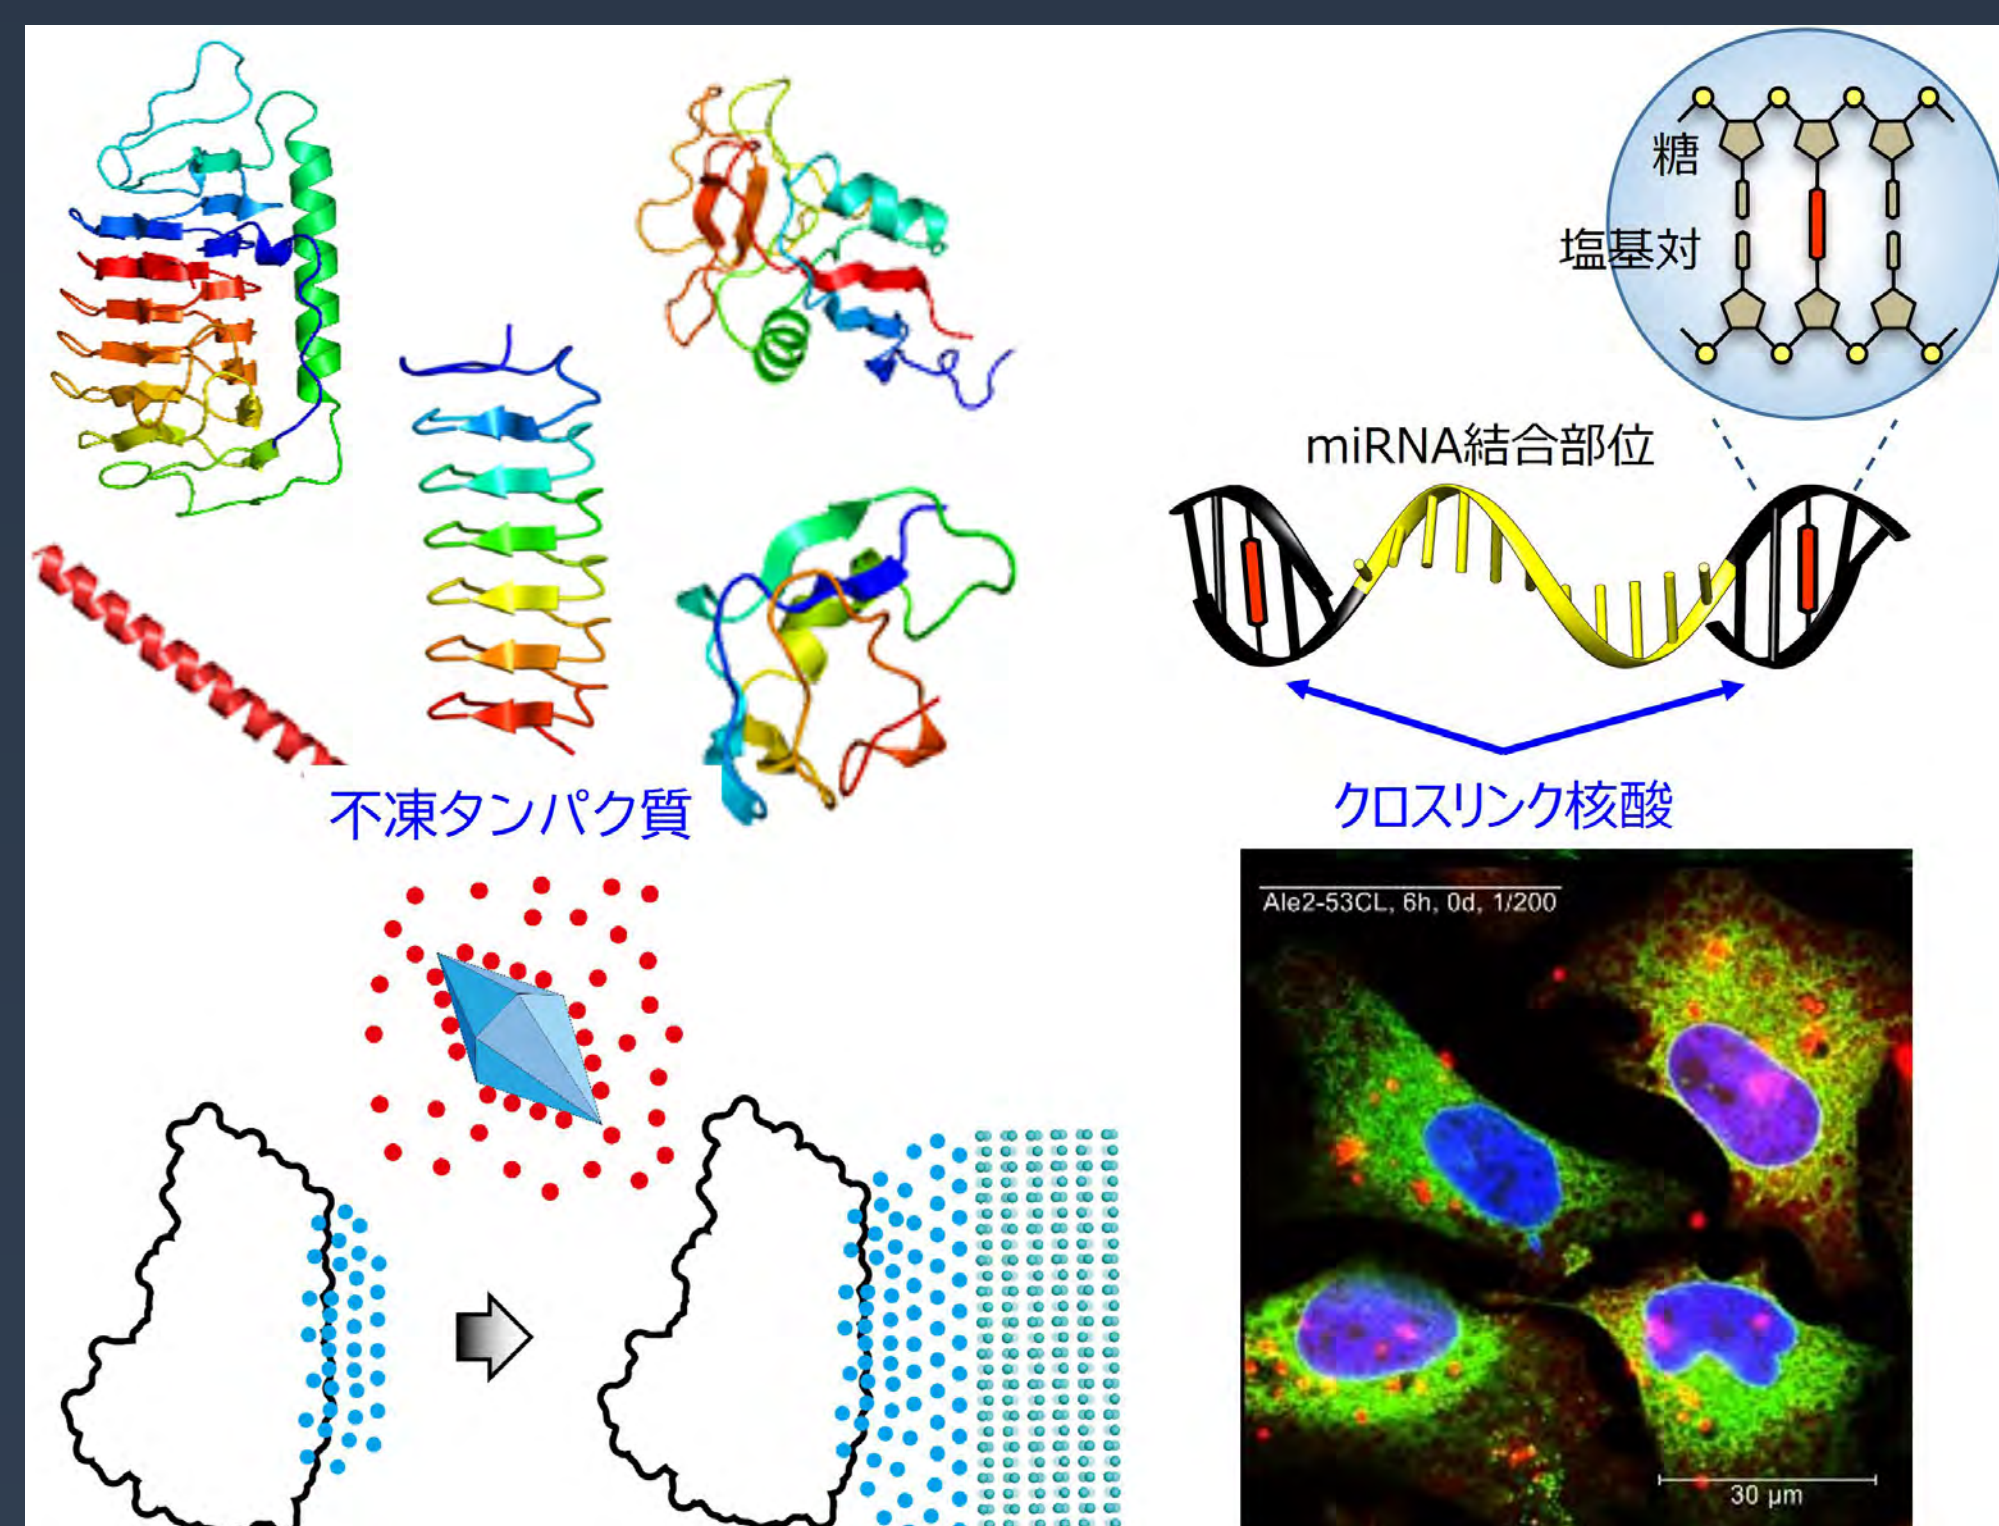 不凍タンパク質
糖
塩基対
miRNA結合部位
クロスリンク核酸
Ale2-53CL, 6h, 0d, 1/200
30 μm